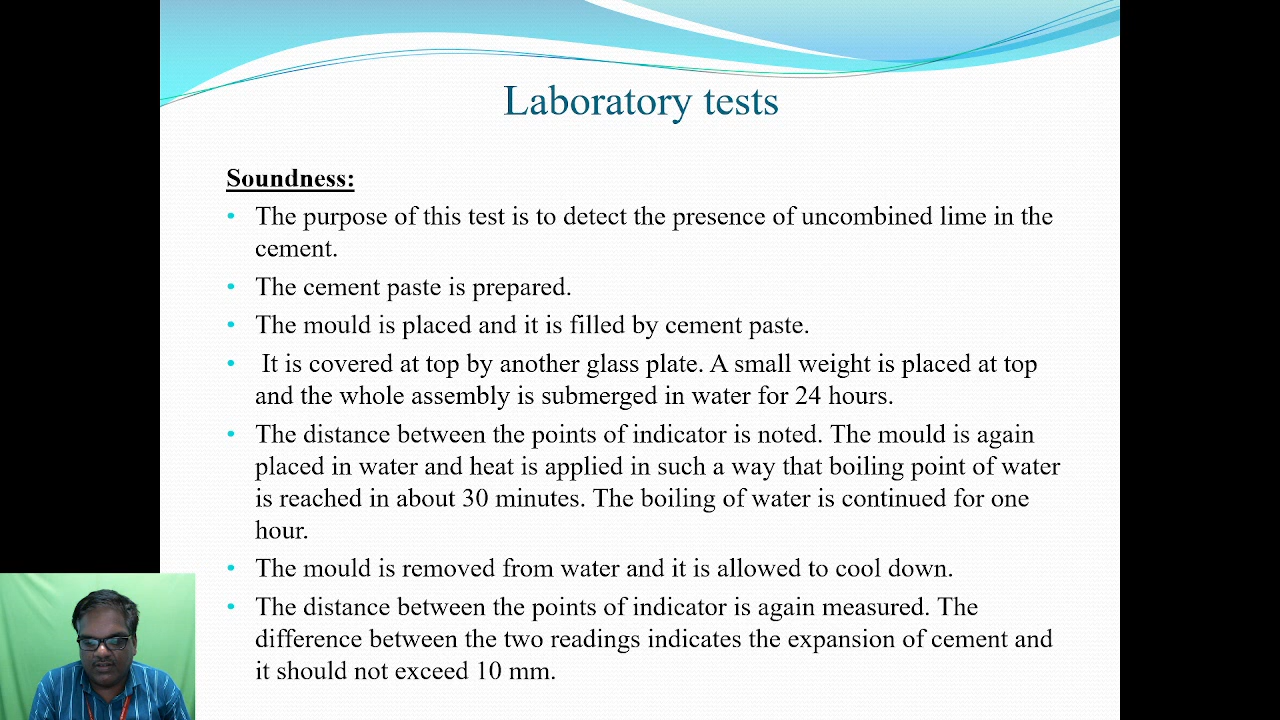 Laboratory tests
Soundness:
• The purpose of this test is to detect the presence of uncombined lime in the
cement.
• The cement paste is prepared.
• The mould is placed and it is filled by cement paste.
• It is covered at top by another glass plate. A small weight is placed at top
and the whole assembly is submerged in water for 24 hours.
• The distance between the points of indicator is noted. The mould is again
placed in water and heat is applied in such a way that boiling point of water
is reached in about 30 minutes. The boiling of water is continued for one
hour.
• The mould is removed from water and it is allowed to cool down.
• The distance between the points of indicator is again measured. The
difference between the two readings indicates the expansion of cement and
it should not exceed 10 mm.